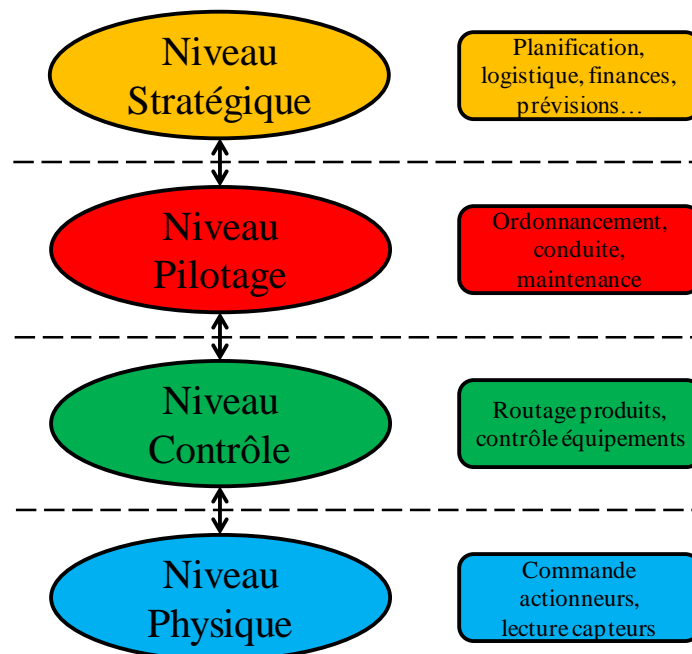 Niveau
Stratégique
Planification,
logistique, finances,
prévisions…
Niveau
Pilotage
Ordonnancement,
conduite,
maintenance
Niveau
Contrôle
Routage produits,
contrôle équipements
Niveau
Physique
Commande
actionneurs,
lecture capteurs